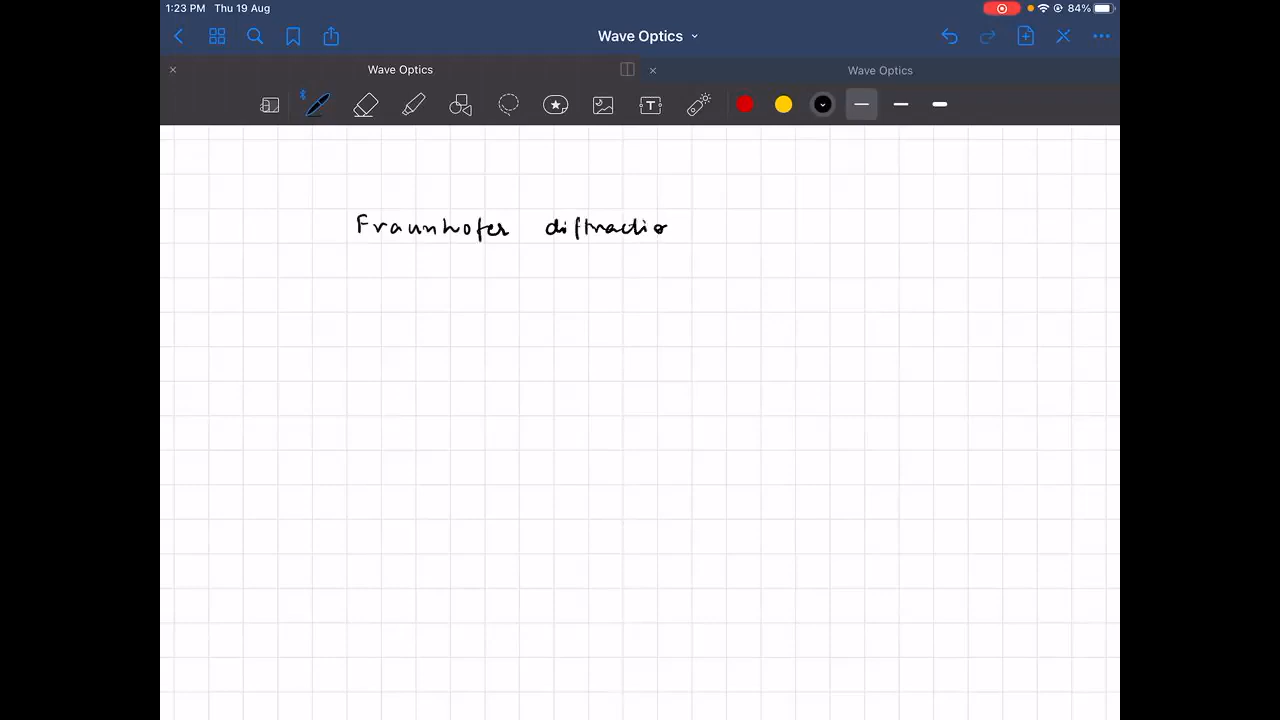 1:23 PM Thu 19 Aug 84%
Wave Optics
Wave Optics Wave Optics
T
Fraunhofer diffractio